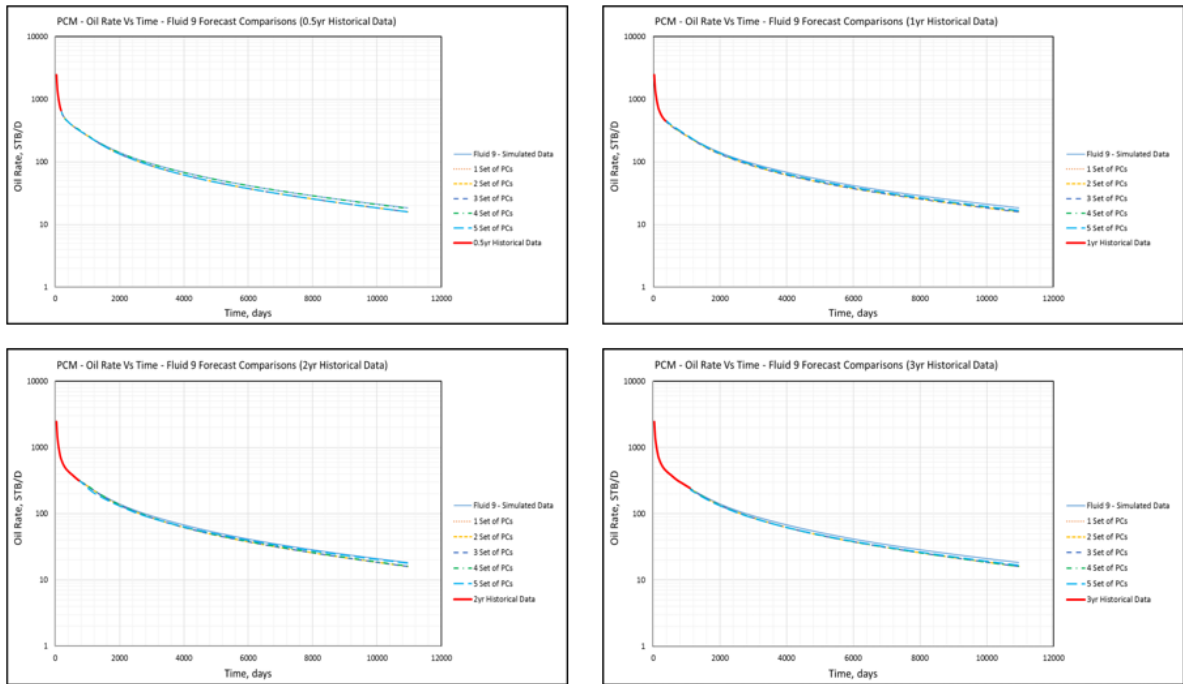 PCM - Oil Rate Vs Time - Fluid 9 Forecast Comparisons (0.5yr Historical Data)
10000
1000
100
10
1
Oil Rate, STB/D
0 2000 4000 6000 8000 10000 12000
Time, days
Fluid 9 - Simulated Data
1 Set of PCs
2 Set of PCs
3 Set of PCs
4 Set of PCs
5 Set of PCs
0.5yr Historical Data
PCM - Oil Rate Vs Time - Fluid 9 Forecast Comparisons (1yr Historical Data)
10000
1000
100
10
1
Oil Rate, STB/D
0 2000 4000 6000 8000 10000 12000
Time, days
Fluid 9 - Simulated Data
1 Set of PCs
2 Set of PCs
3 Set of PCs
4 Set of PCs
5 Set of PCs
1yr Historical Data
PCM - Oil Rate Vs Time - Fluid 9 Forecast Comparisons (2yr Historical Data)
10000
1000
100
10
1
Oil Rate, STB/D
0 2000 4000 6000 8000 10000 12000
Time, days
Fluid 9 - Simulated Data
1 Set of PCs
2 Set of PCs
3 Set of PCs
4 Set of PCs
5 Set of PCs
2yr Historical Data
PCM - Oil Rate Vs Time - Fluid 9 Forecast Comparisons (3yr Historical Data)
10000
1000
100
10
1
Oil Rate, STB/D
0 2000 4000 6000 8000 10000 12000
Time, days
Fluid 9 - Simulated Data
1 Set of PCs
2 Set of PCs
3 Set of PCs
4 Set of PCs
5 Set of PCs
3yr Historical Data